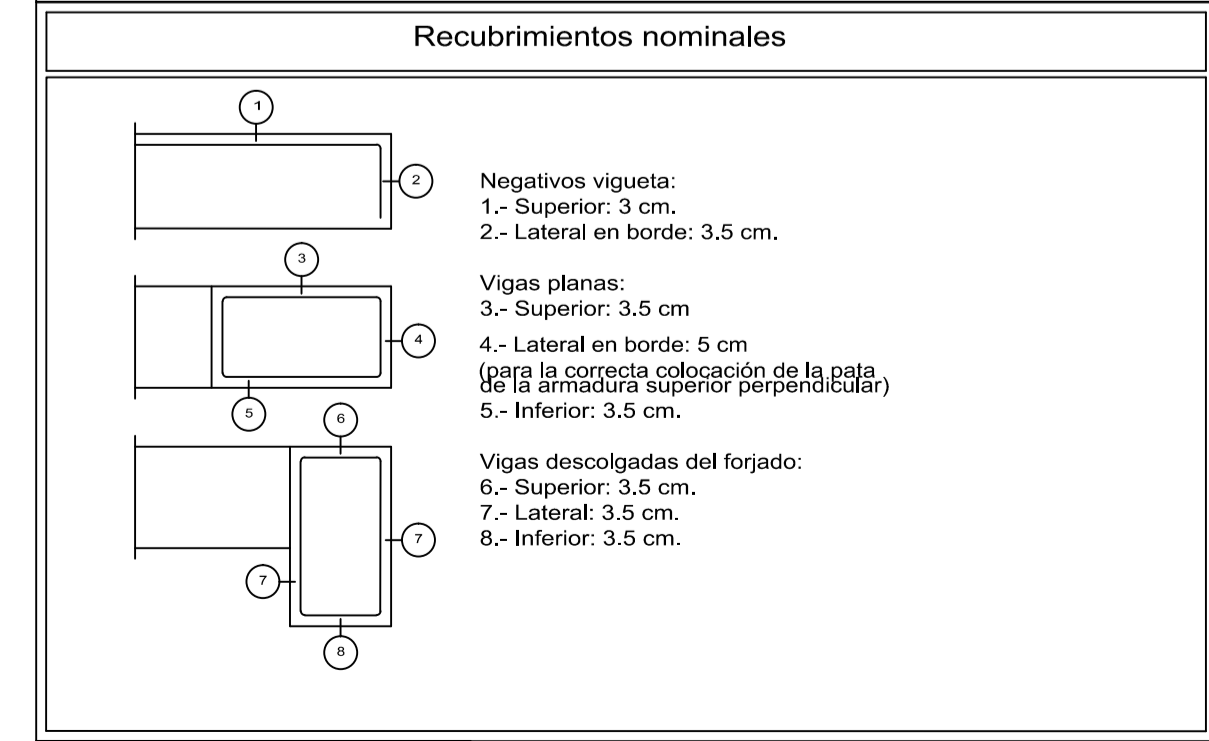 Recubrimientos nominales
1
2
Negativos vigueta:
1.- Superior: 3 cm.
2.- Lateral en borde: 3.5 cm.
3
4
5
Vigas planas:
3.- Superior: 3.5 cm
4.- Lateral en borde: 5 cm
(para la correcta colocación de la pata
de la armadura superior perpendicular)
5.- Inferior: 3.5 cm.
6
7
7
8
Vigas descolgadas del forjado:
6.- Superior: 3.5 cm.
7.- Lateral: 3.5 cm.
8.- Inferior: 3.5 cm.